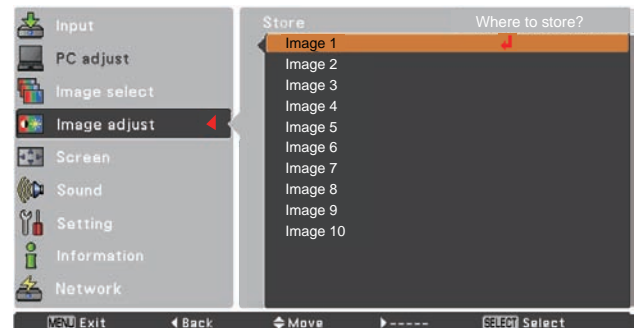 Input
PC adjust
Image select
Image adjust
Screen
Sound
Setting
Information
Network
Store Where to store?
Image 1
Image 2
Image 3
Image 4
Image 5
Image 6
Image 7
Image 8
Image 9
Image 10
MENU Exit Back Move ----- SELECT Select